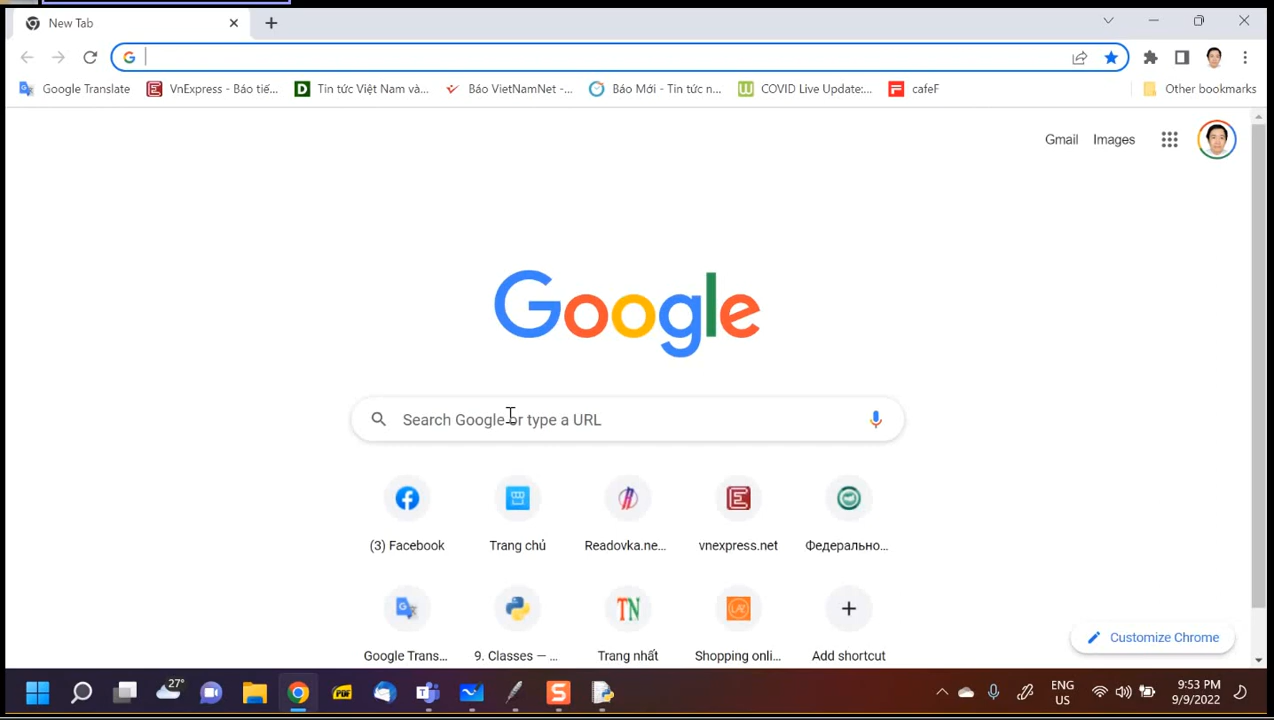 New Tab
Google Translate
VnExpress - Báo tiế...
Tin tức Việt Nam và...
Báo VietNamNet -...
Báo Mới - Tin tức n...
COVID Live Update:...
cafeF
Other bookmarks
Gmail
Images
Google
Search Google or type a URL
(3) Facebook
Trang chủ
Readovka.ne...
vnexpress.net
Федерально...
Google Trans...
9. Classes — ...
Trang nhất
Shopping onli...
Add shortcut
Customize Chrome
27°
PDF
ENG
US
9:53 PM
9/9/2022